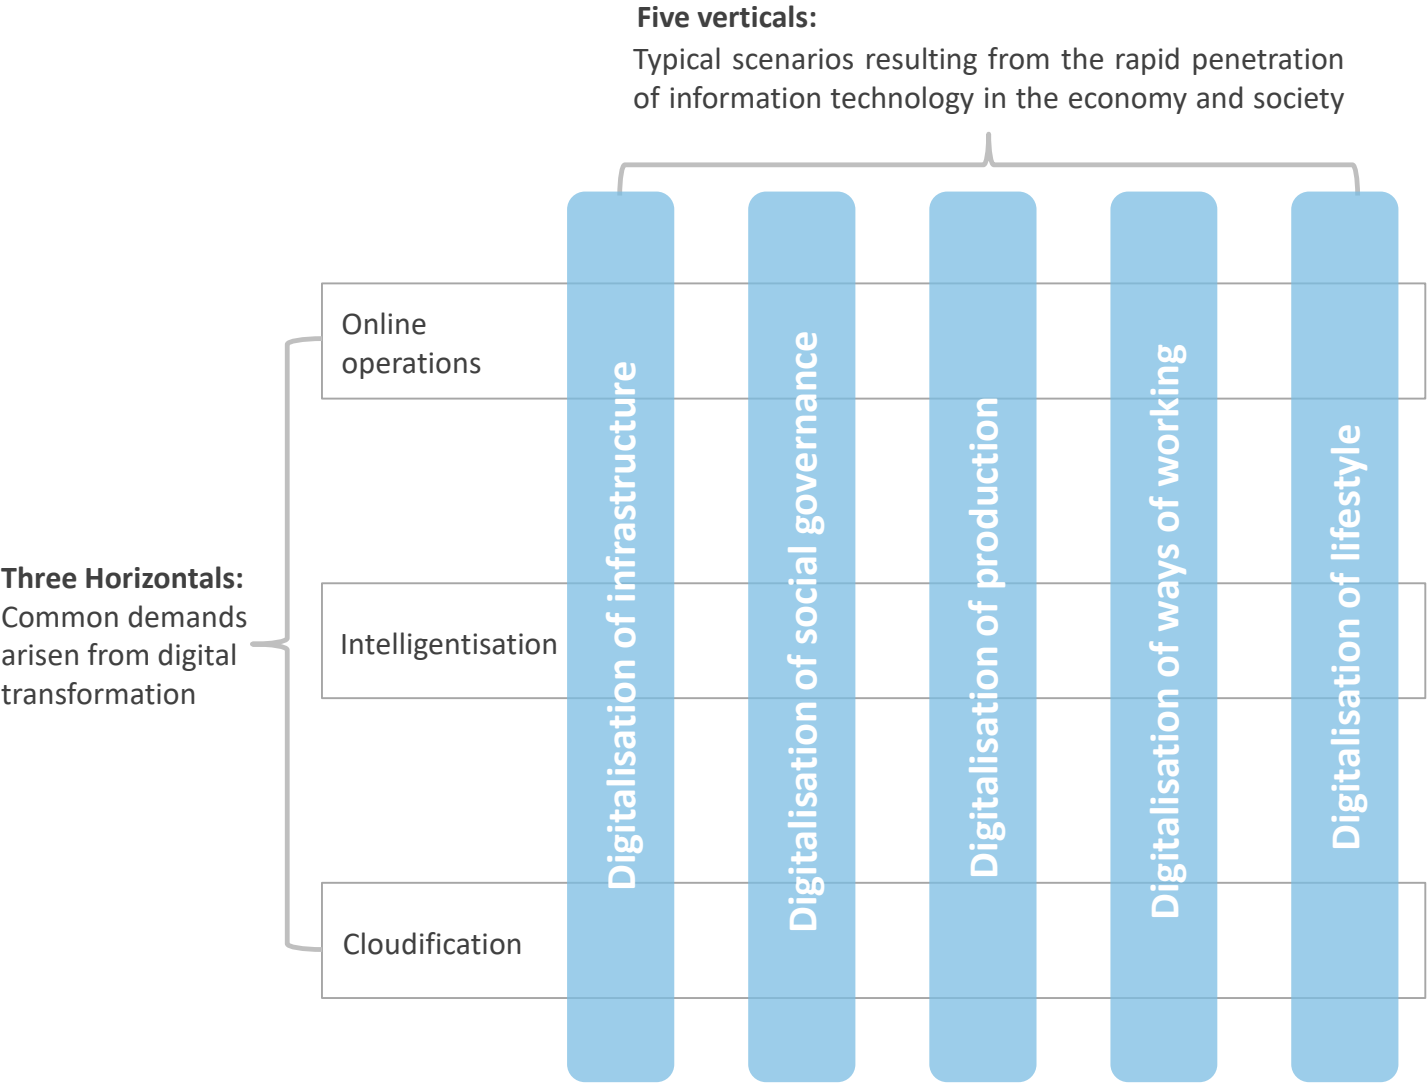 Five verticals:
Typical scenarios resulting from the rapid penetration
of information technology in the economy and society
Three Horizontals:
Common demands
arisen from digital
transformation
Online
operations
Intelligentisation
Cloudification
Digitalisation of infrastructure
Digitalisation of social governance
Digitalisation of production
Digitalisation of ways of working
Digitalisation of lifestyle